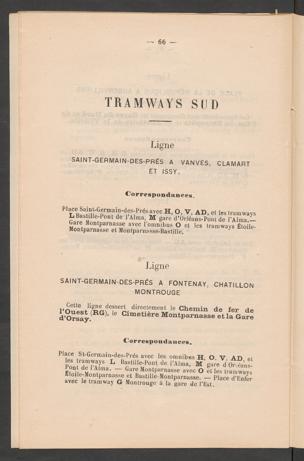 — 66 —
TRAMWAYS SUD
Ligne
SAINT-GERMAIN-DES-PRÉS A VANVES, CLAMART
ET ISSY.
Correspondances.
Place Saint-Germain-des-Prés avec H, O, V, AD, et les tramways
L Bastille-Pont de l'Alma, M gare d'Orléans-Pont de l'Alma.—
Gare Montparnasse avec l'omnibus O et les tramways Étoile-
Montparnasse et Montparnasse-Bastille.
Ligne
SAINT-GERMAIN-DES-PRÉS A FONTENAY, CHATILLON
MONTROUGE
Cette ligne dessert directement le Chemin de fer de
l'Ouest (RG), le Cimetière Montparnasse et la Gare
d'Orsay.
Correspondances.
Place St-Germain-des-Prés avec les omnibus H, O, V, AD, et
les tramways L Bastille-Pont de l'Alma, M gare d'Orléans-
Pont de l'Alma. — Gare Montparnasse avec O et les tramways
Étoile-Montparnasse et Bastille-Montparnasse. — Place d'Enfer
avec le tramway G Montrouge à la gare de l'Est.